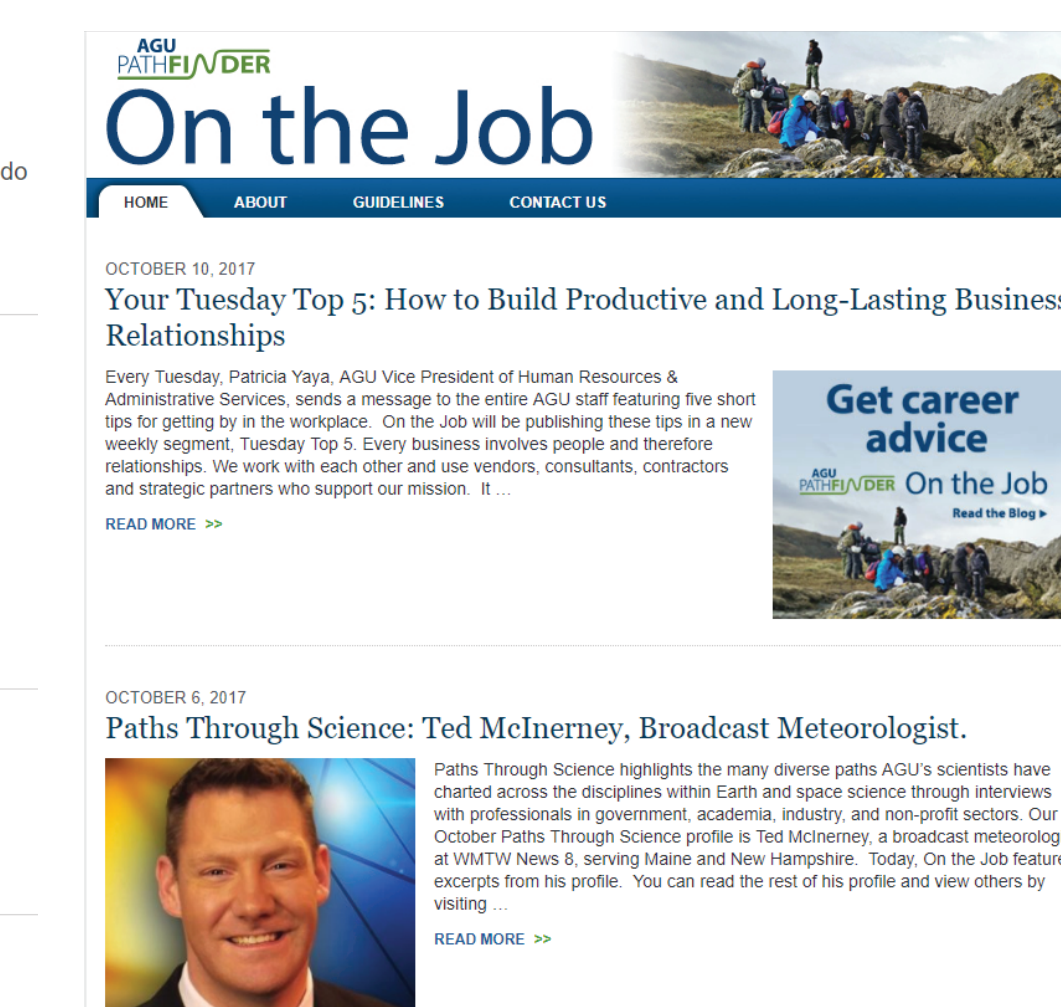 do
AGU
PATHFINDER
On the Job
HOME ABOUT GUIDELINES CONTACT US
OCTOBER 10, 2017
Your Tuesday Top 5: How to Build Productive and Long-Lasting Business
Relationships
Every Tuesday, Patricia Yaya, AGU Vice President of Human Resources &
Administrative Services, sends a message to the entire AGU staff featuring five short
tips for getting by in the workplace.  On the Job will be publishing these tips in a new
weekly segment, Tuesday Top 5. Every business involves people and therefore
relationships. We work with each other and use vendors, consultants, contractors
and strategic partners who support our mission.  It …
READ MORE >>
Get career
advice
AGU
PATHFINDER On the Job
Read the Blog ▸
OCTOBER 6, 2017
Paths Through Science: Ted McInerney, Broadcast Meteorologist.
Paths Through Science highlights the many diverse paths AGU's scientists have
charted across the disciplines within Earth and space science through interviews
with professionals in government, academia, industry, and non-profit sectors. Our
October Paths Through Science profile is Ted McInerney, a broadcast meteorolog
at WMTW News 8, serving Maine and New Hampshire.  Today, On the Job feature
excerpts from his profile.  You can read the rest of his profile and view others by
visiting …
READ MORE >>